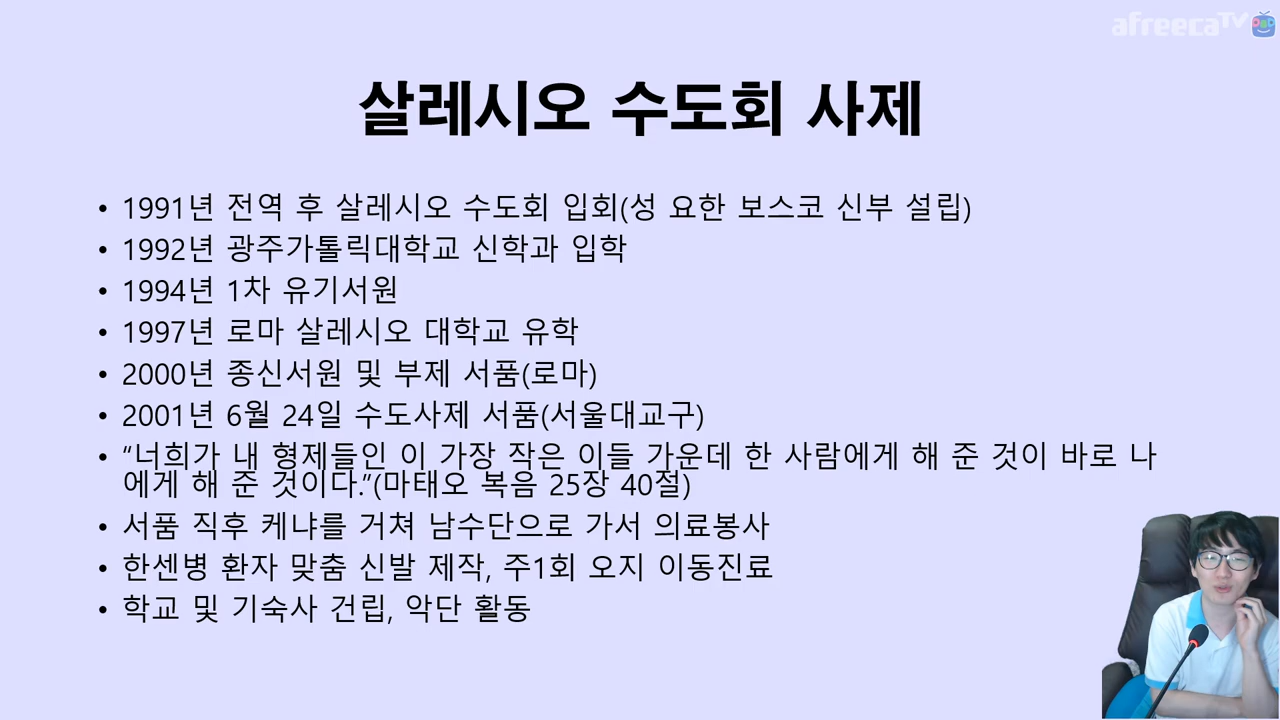 afreecaTV
살레시오 수도회 사제
• 1991년 전역 후 살레시오 수도회 입회(성 요한 보스코 신부 설립)
• 1992년 광주가톨릭대학교 신학과 입학
• 1994년 1차 유기서원
• 1997년 로마 살레시오 대학교 유학
• 2000년 종신서원 및 부제 서품(로마)
• 2001년 6월 24일 수도사제 서품(서울대교구)
• “너희가 내 형제들인 이 가장 작은 이들 가운데 한 사람에게 해 준 것이 바로 나
에게 해 준 것이다.”(마태오 복음 25장 40절)
• 서품 직후 케냐를 거쳐 남수단으로 가서 의료봉사
• 한센병 환자 맞춤 신발 제작, 주1회 오지 이동진료
• 학교 및 기숙사 건립, 악단 활동